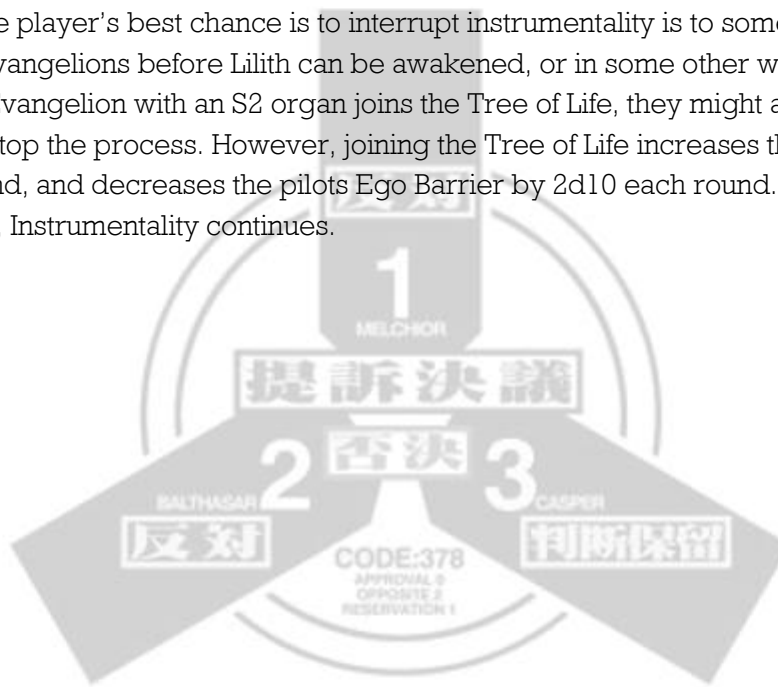 e player's best chance is to interrupt instrumentality is to some
vangelions before Lilith can be awakened, or in some other w
Evangelion with an S2 organ joins the Tree of Life, they might a
top the process. However, joining the Tree of Life increases th
nd, and decreases the pilots Ego Barrier by 2d10 each round.
. Instrumentality continues.
反対
1
MELCHIOR
提訴決議
否決
2
BALTHASAR
反対
3
CASPER
判断保留
CODE:378
APPROVAL 0
OPPOSITE 2
RESERVATION 1